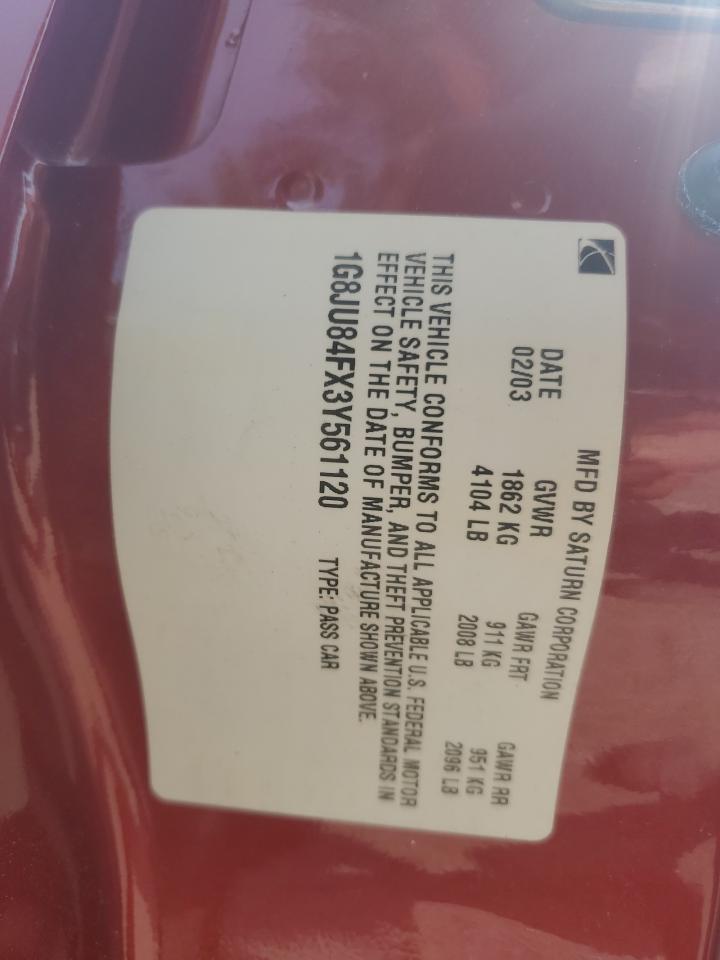 MFD BY SATURN CORPORATION
DATE GVWR GAWR FRT GAWR RR
02/03 1862 KG 911 KG 951 KG
4104 LB 2008 LB 2096 LB
THIS VEHICLE CONFORMS TO ALL APPLICABLE U.S. FEDERAL MOTOR
VEHICLE SAFETY, BUMPER, AND THEFT PREVENTION STANDARDS IN
EFFECT ON THE DATE OF MANUFACTURE SHOWN ABOVE.
1G8JU84FX3Y561120 TYPE: PASS CAR